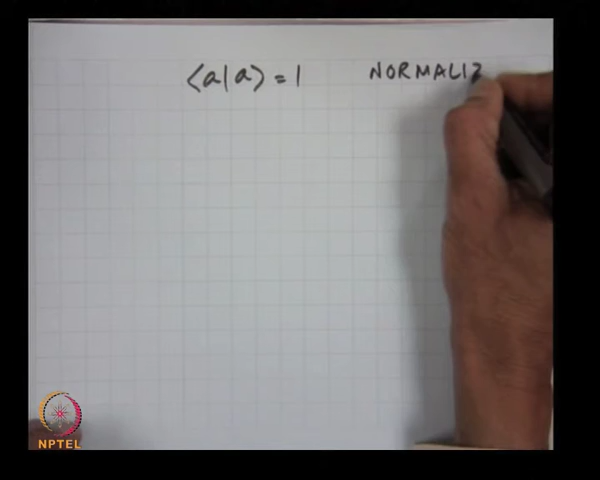 ⟨a|a⟩ = 1 NORMALIZ
NPTEL